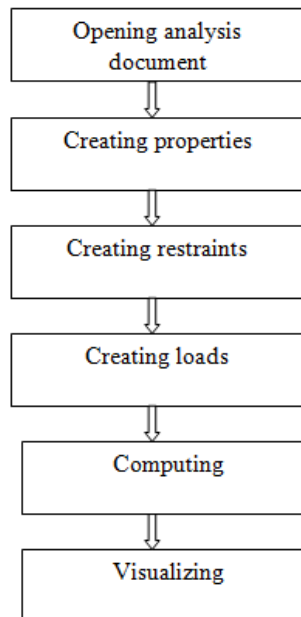 Opening analysis
document
Creating properties
Creating restraints
Creating loads
Computing
Visualizing